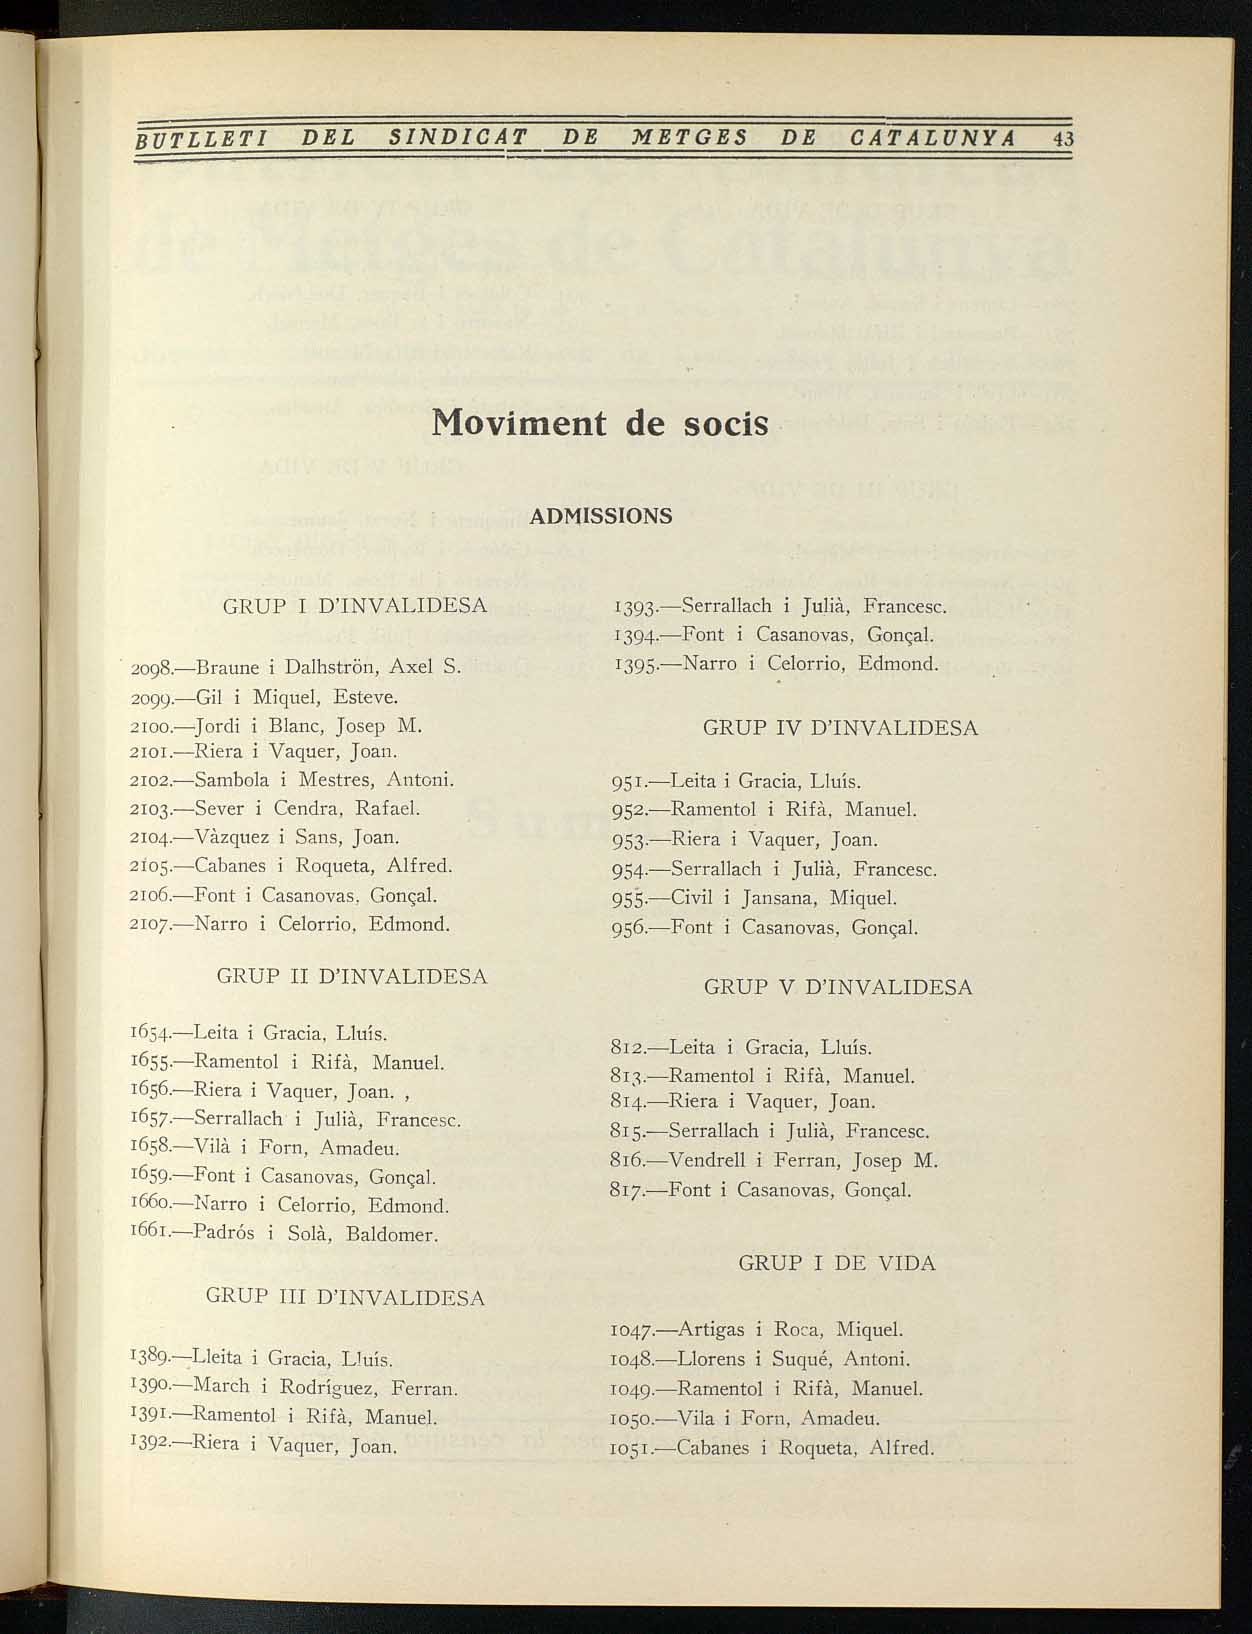 BUTLLETI DEL SINDICAT DE METGES DE CATALUNYA 43
Moviment de socis
ADMISSIONS
GRUP I D'INVALIDESA
2098.—Braune i Dalhströn, Axel S.
2099.—Gil i Miquel, Esteve.
2100.—Jordi i Blanc, Josep M.
2101.—Riera i Vaquer, Joan.
2102.—Sambola i Mestres, Antoni.
2103.—Sever i Cendra, Rafael.
2104.—Vàzquez i Sans, Joan.
2105.—Cabanes i Roqueta, Alfred.
2106.—Font i Casanovas, Gonçal.
2107.—Narro i Celorrio, Edmond.
GRUP II D'INVALIDESA
1654.—Leita i Gracia, Lluís.
1655.—Ramentol i Rifà, Manuel.
1656.—Riera i Vaquer, Joan. ,
1657.—Serrallach i Julià, Francesc.
1658.—Vilà i Forn, Amadeu.
1659.—Font i Casanovas, Gonçal.
1660.—Narro i Celorrio, Edmond.
1661.—Padrós i Solà, Baldomer.
GRUP III D'INVALIDESA
1389.—Lleita i Gracia, Lluís.
1390.—March i Rodríguez, Ferran.
1391.—Ramentol i Rifà, Manuel.
1392.—Riera i Vaquer, Joan.
1393.—Serrallach i Julià, Francesc.
1394.—Font i Casanovas, Gonçal.
1395.—Narro i Celorrio, Edmond.
GRUP IV D'INVALIDESA
951.—Leita i Gracia, Lluís.
952.—Ramentol i Rifà, Manuel.
953.—Riera i Vaquer, Joan.
954.—Serrallach i Julià, Francesc.
955.—Civil i Jansana, Miquel.
956.—Font i Casanovas, Gonçal.
GRUP V D'INVALIDESA
812.—Leita i Gracia, Lluís.
813.—Ramentol i Rifà, Manuel.
814.—Riera i Vaquer, Joan.
815.—Serrallach i Julià, Francesc.
816.—Vendrell i Ferran, Josep M.
817.—Font i Casanovas, Gonçal.
GRUP I DE VIDA
1047.—Artigas i Roca, Miquel.
1048.—Llorens i Suqué, Antoni.
1049.—Ramentol i Rifà, Manuel.
1050.—Vila i Forn, Amadeu.
1051.—Cabanes i Roqueta, Alfred.